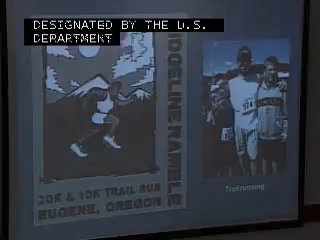 DESIGNATED BY THE U.S.
DEPARTMENT
RIDGELINE RAMBLE
20K & 10K TRAIL RUN
EUGENE, OREGON
Trail running